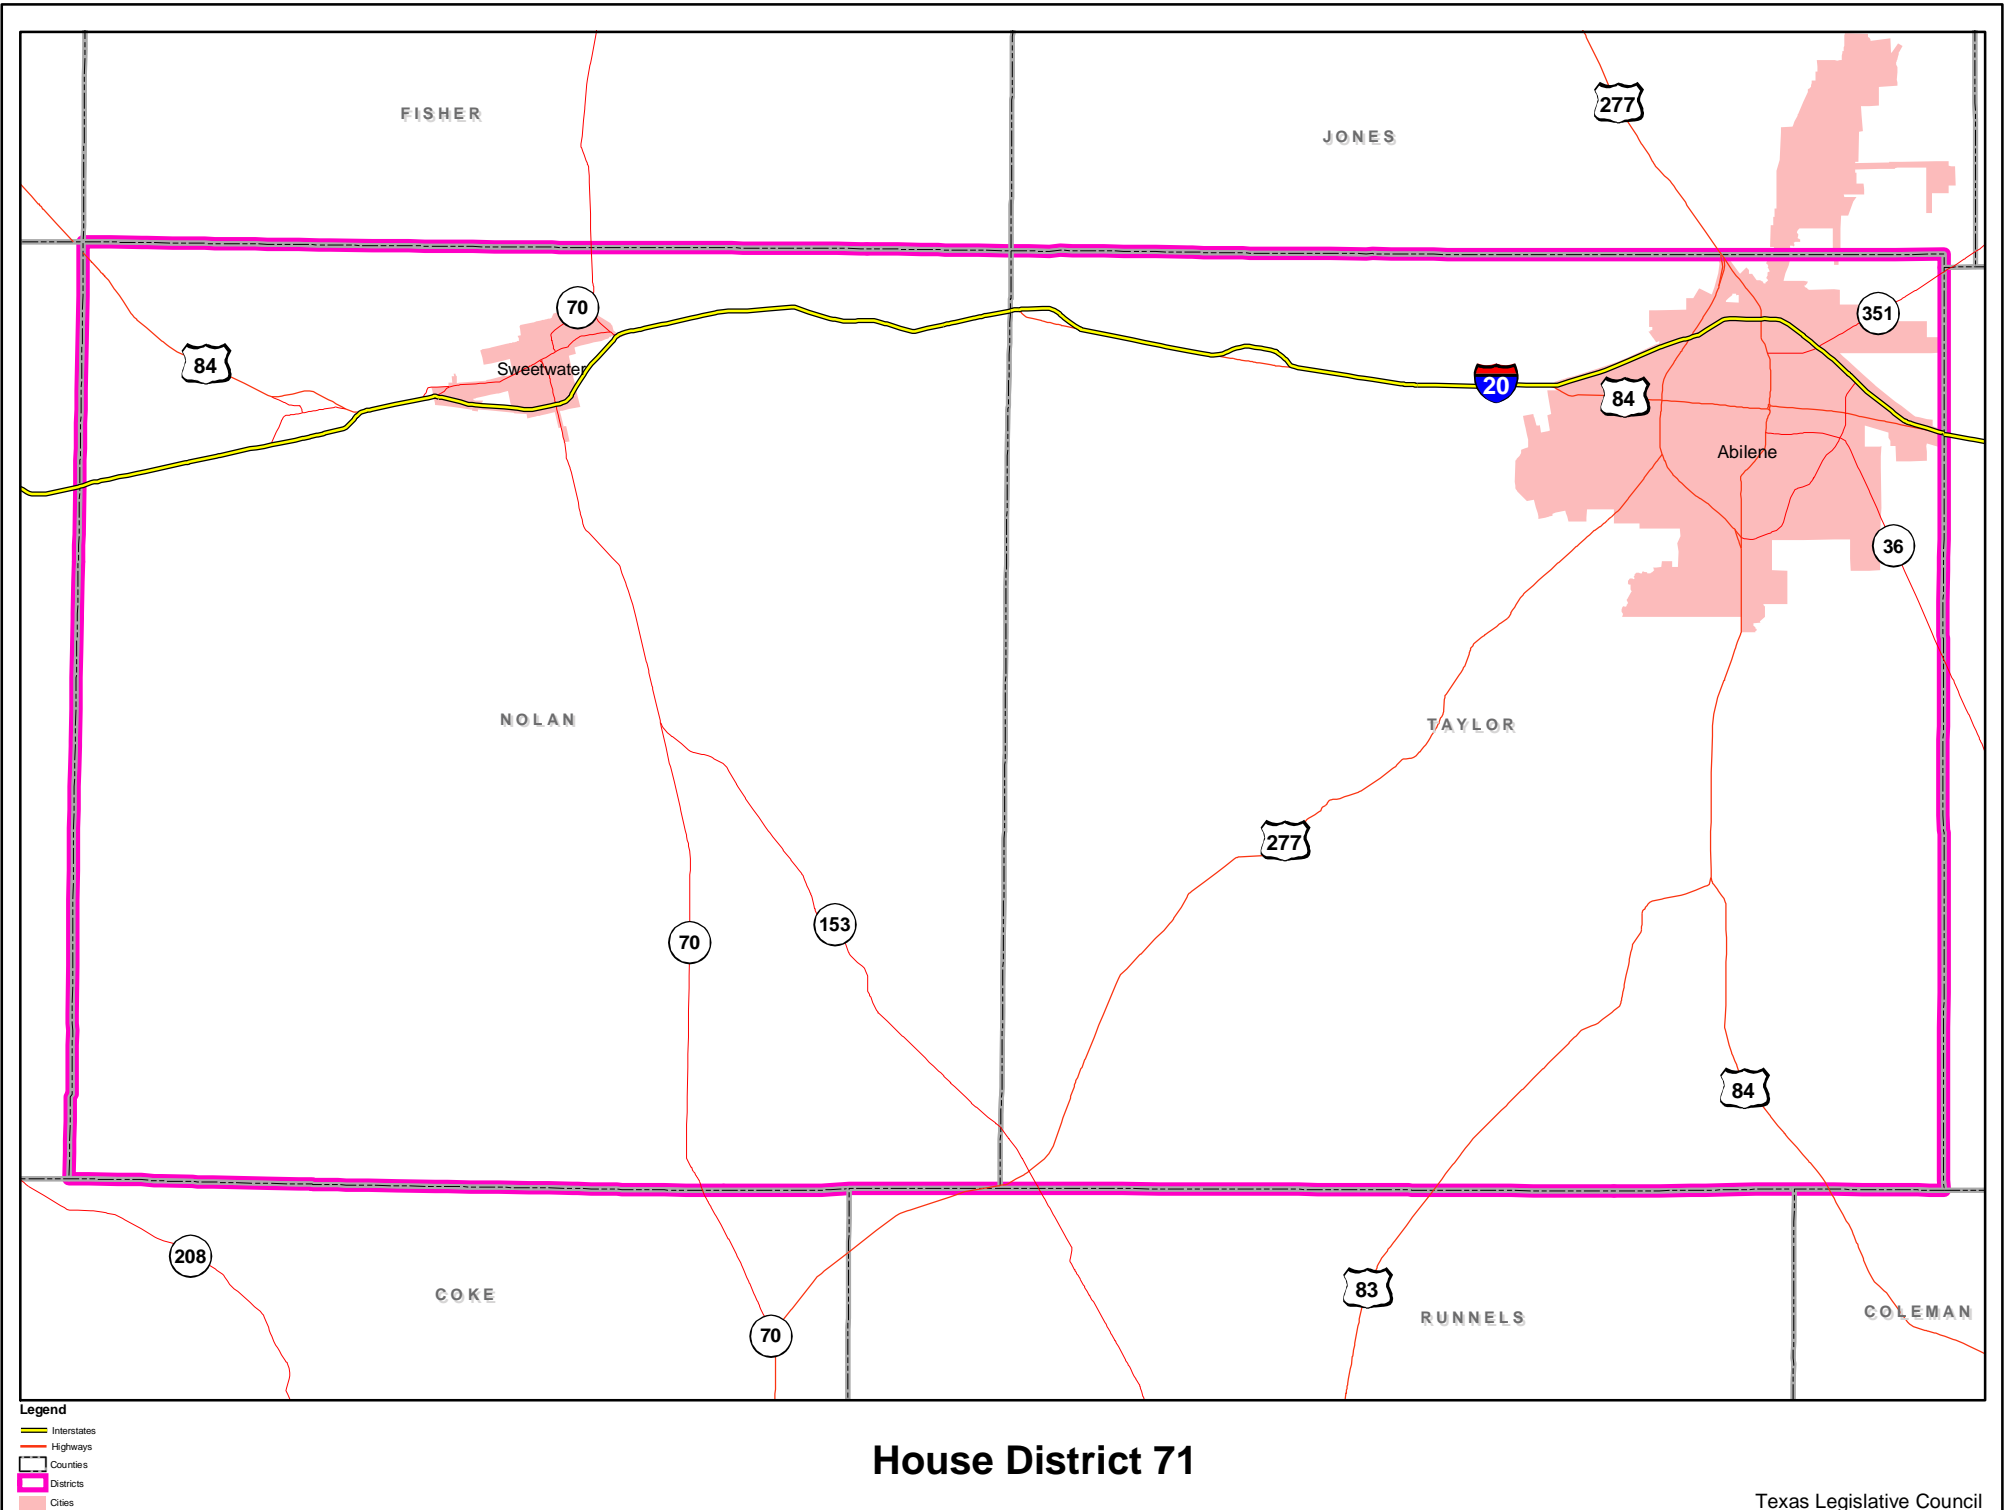 277
FISHER
JONES
70
351
84
Sweetwater
20
84
Abilene
36
NOLAN
TAYLOR
277
153
70
84
208
83
COKE
RUNNELS
COLEMAN
70
Legend
Interstates
Highways
Counties
Districts
Cities
House District 71
Texas Legislative Council